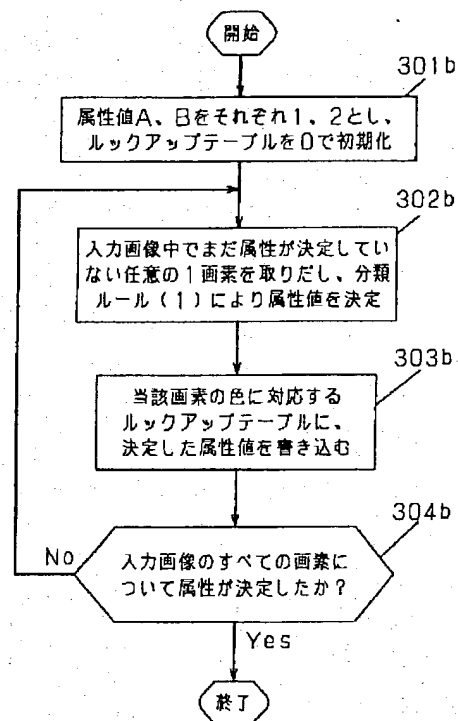 開始
301b
属性値A、Bをそれぞれ1、2とし、
ルックアップテーブルを0で初期化
302b
入力画像中でまだ属性が決定してい
ない任意の1画素を取りだし、分類
ルール(1)により属性値を決定
303b
当該画素の色に対応する
ルックアップテーブルに、
決定した属性値を書き込む
304b
No
入力画像のすべての画素に
ついて属性が決定したか?
Yes
終了